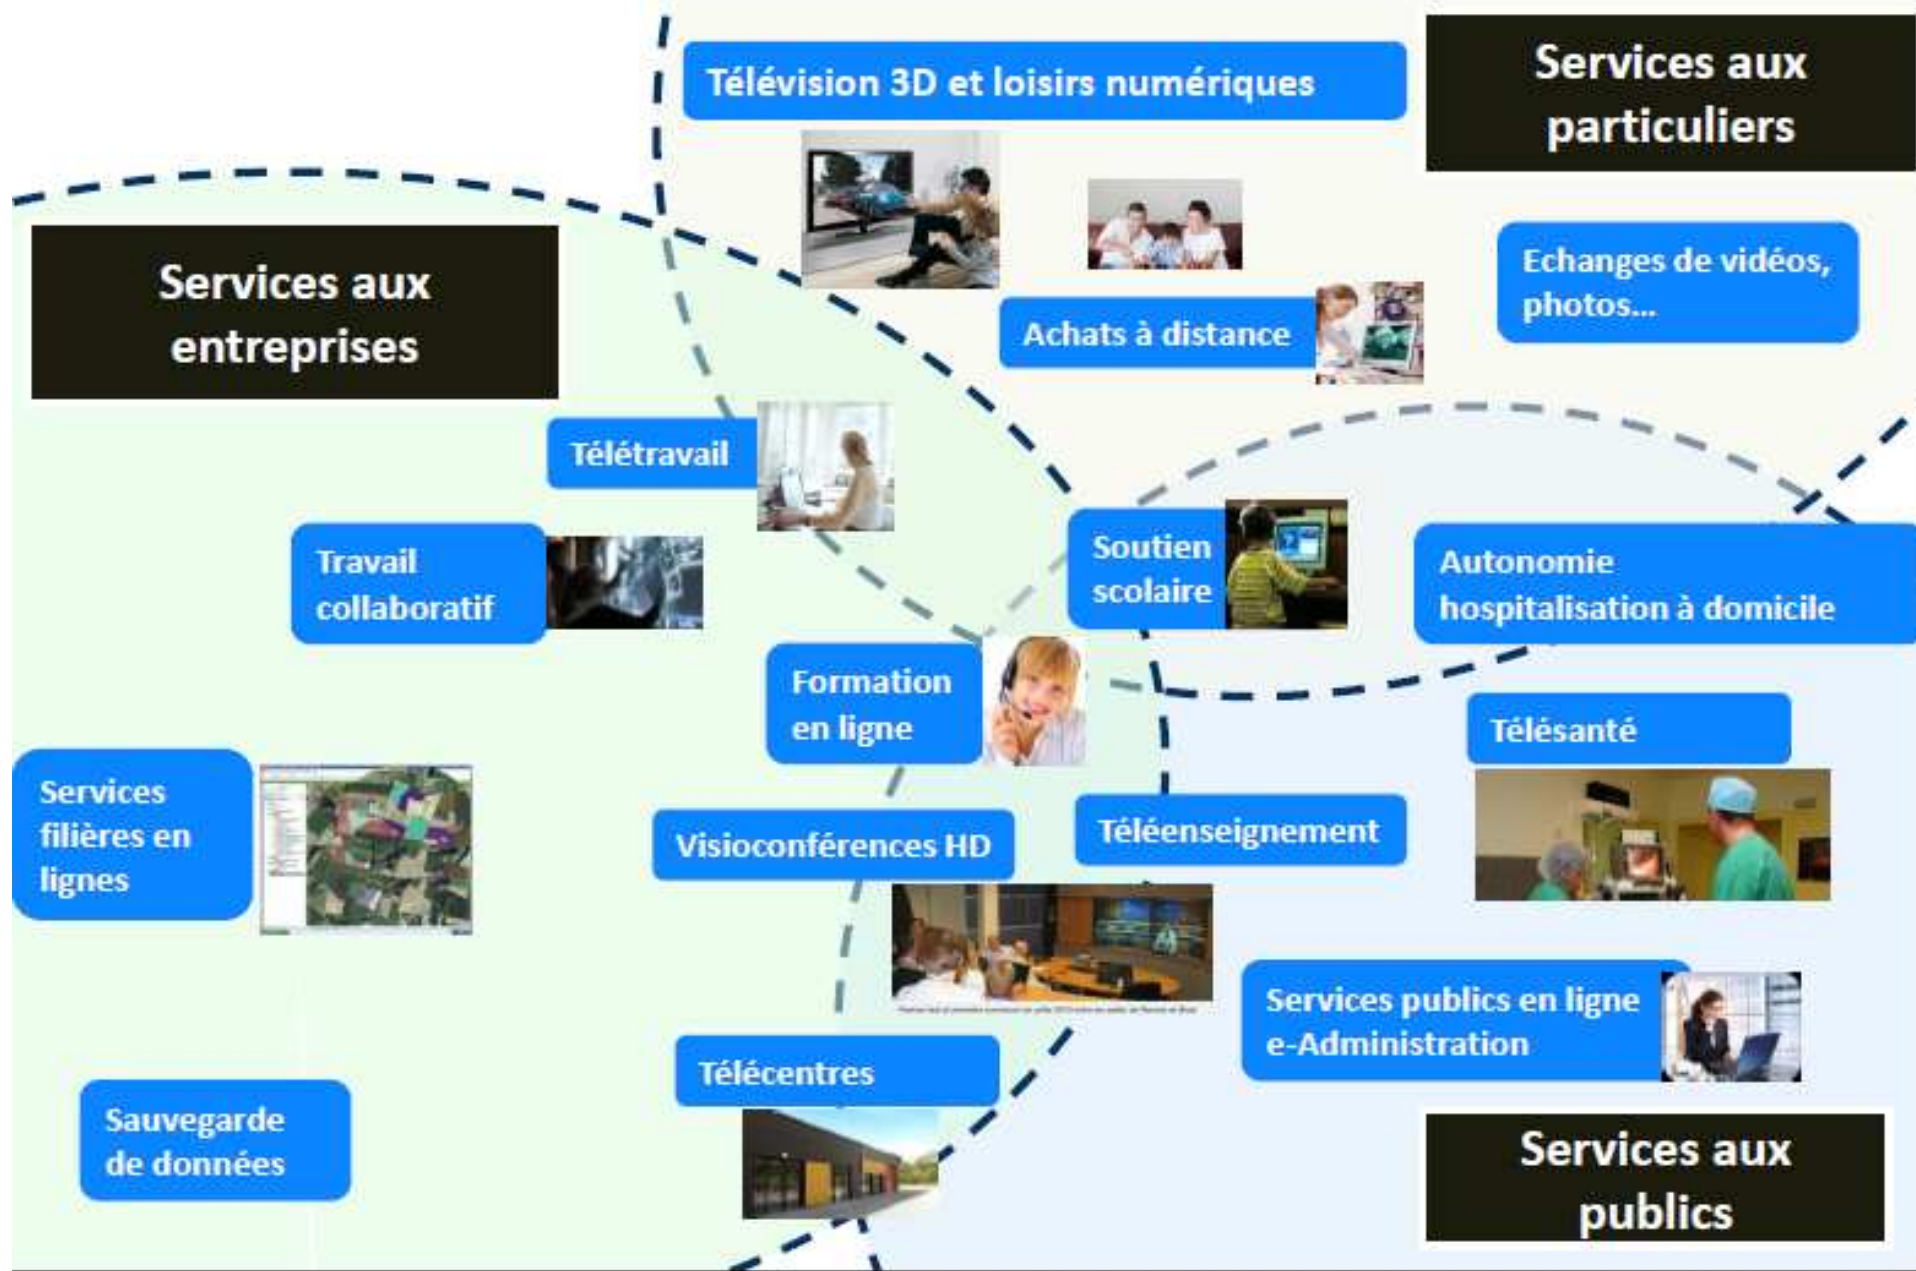 Télévision 3D et loisirs numériques
Services aux
particuliers
Services aux
entreprises
Echanges de vidéos,
photos...
Achats à distance
Télétravail
Travail
collaboratif
Soutien
scolaire
Autonomie
hospitalisation à domicile
Formation
en ligne
Télésanté
Services
filières en
lignes
Visioconférences HD
Téléenseignement
Services publics en ligne
e-Administration
Télécentres
Sauvegarde
de données
Services aux
publics